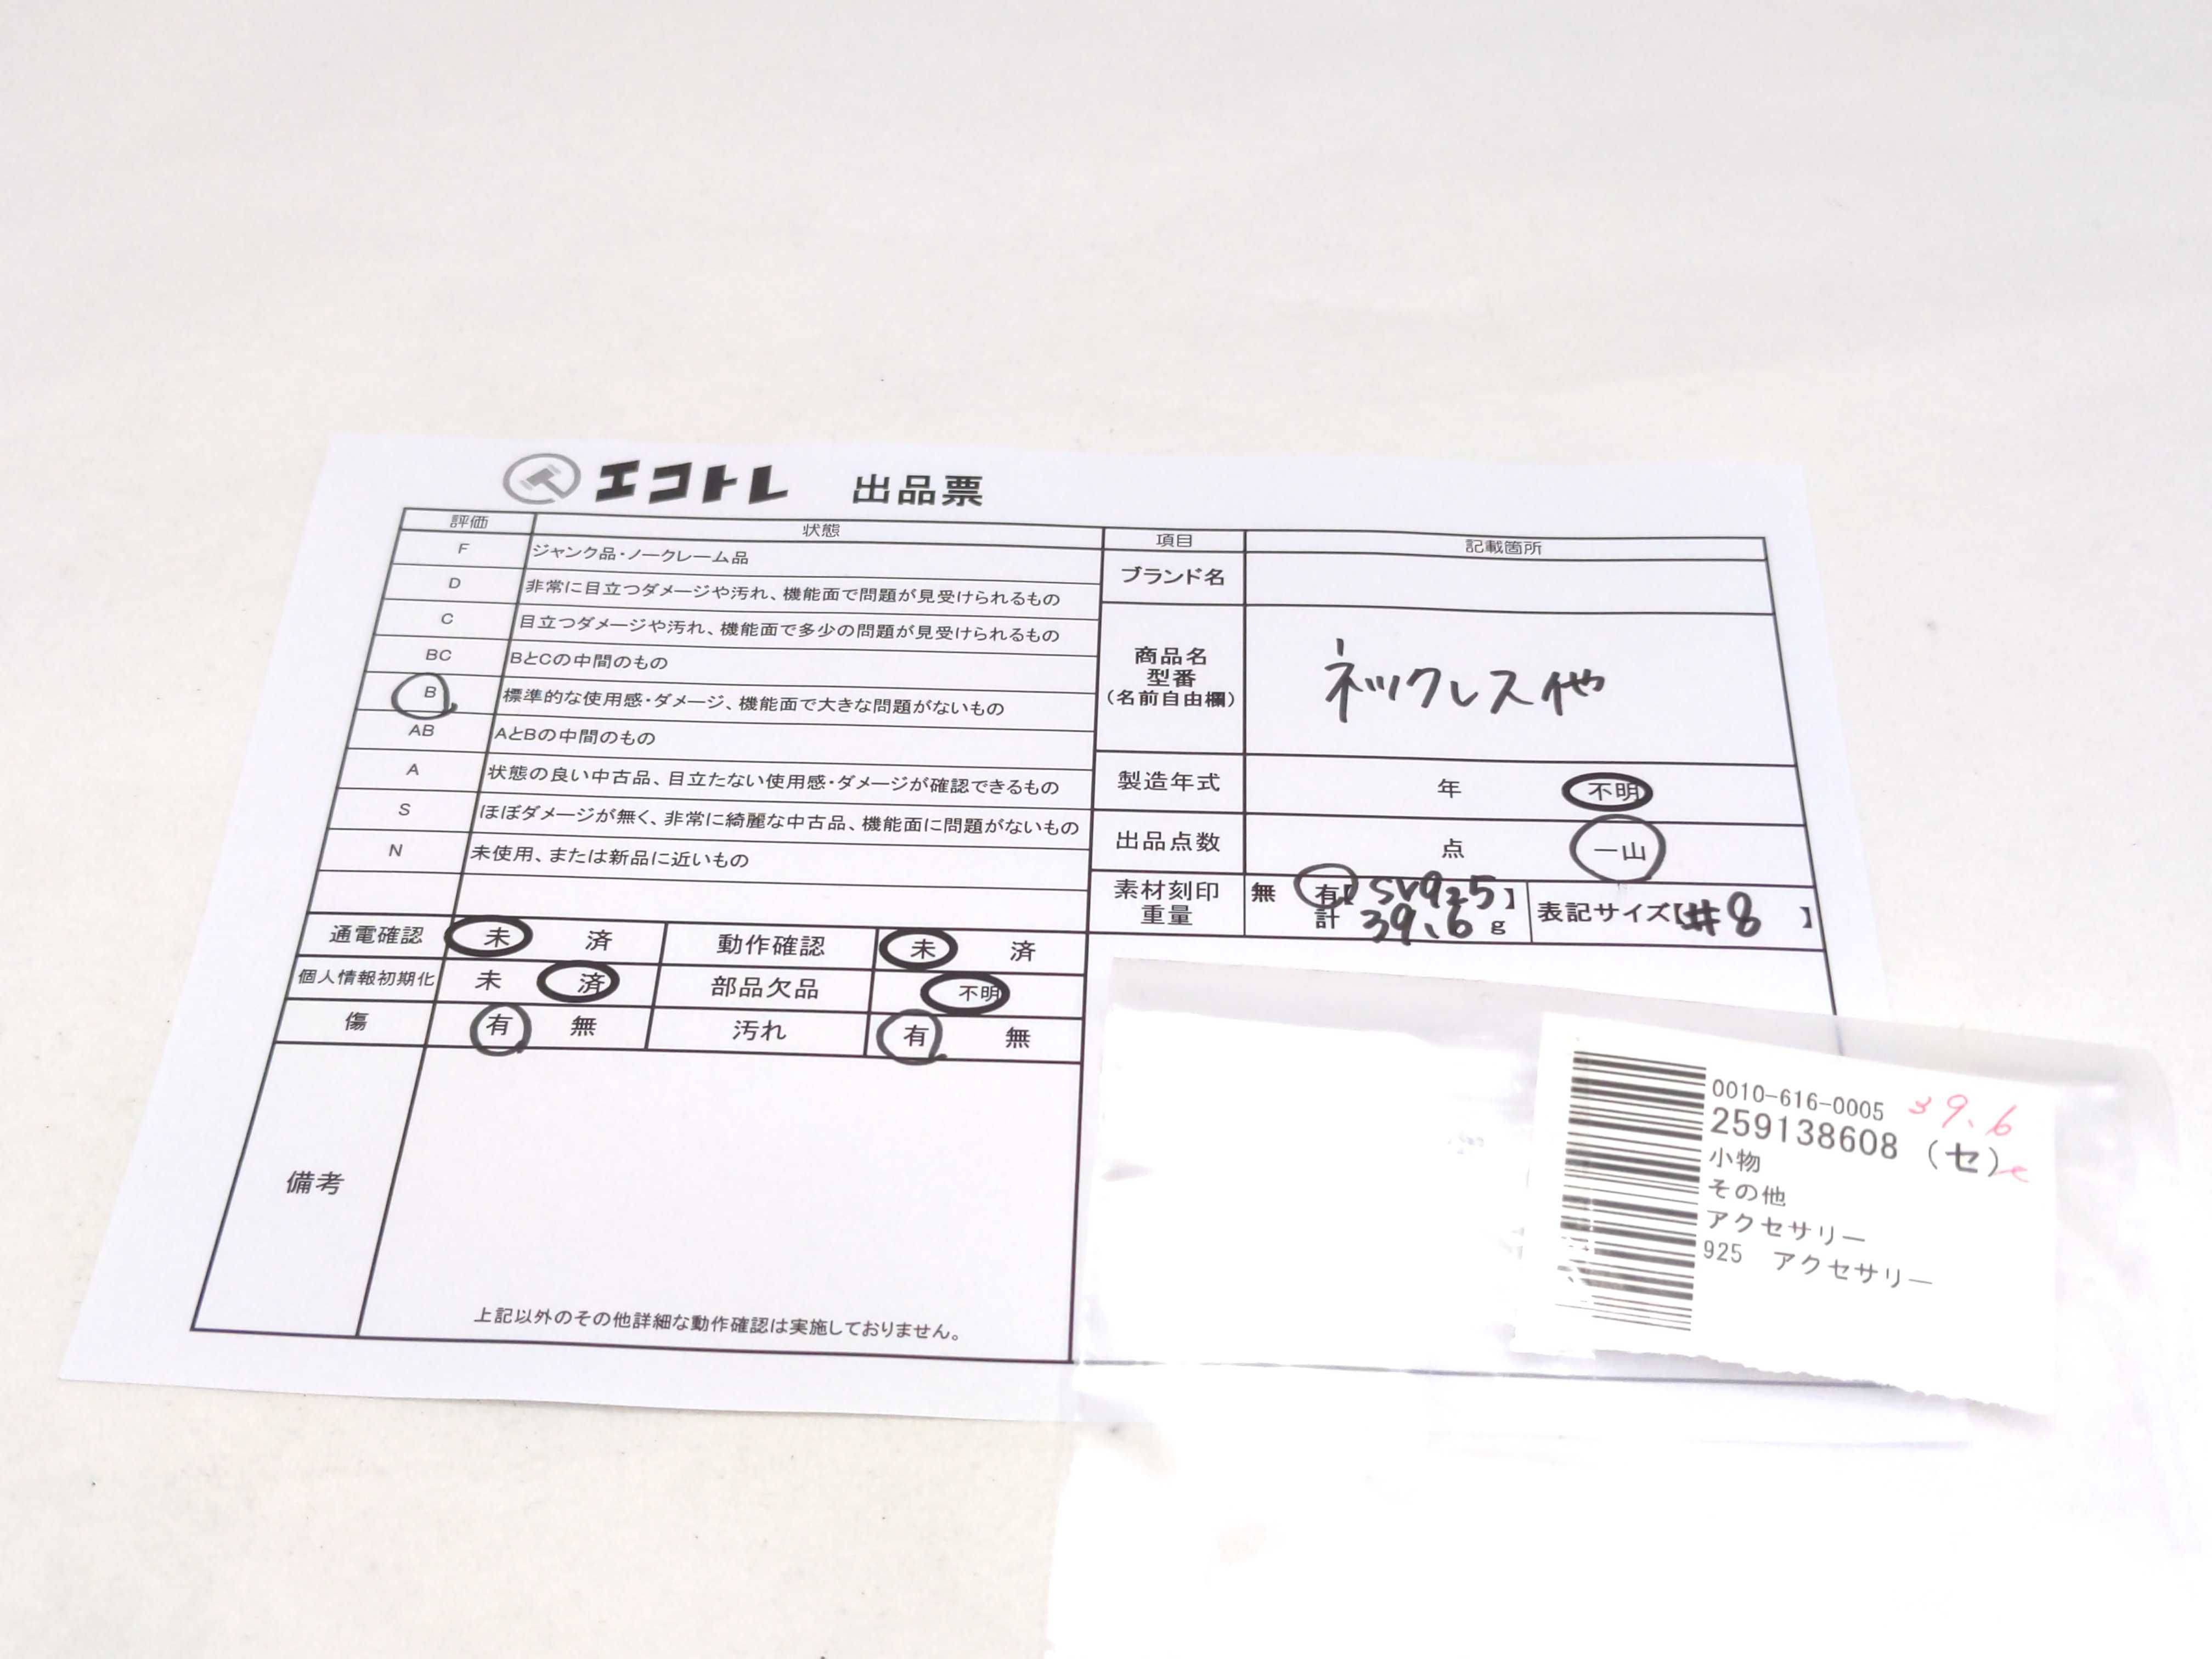 エコトレ 出品票
評価 状態
F ジャンク品・ノークレーム品
D 非常に目立つダメージや汚れ、機能面で問題が見受けられるもの
C 目立つダメージや汚れ、機能面で多少の問題が見受けられるもの
BC BとCの中間のもの
B 標準的な使用感・ダメージ、機能面で大きな問題がないもの
AB AとBの中間のもの
A 状態の良い中古品、目立たない使用感・ダメージが確認できるもの
S ほぼダメージが無く、非常に綺麗な中古品、機能面に問題がないもの
N 未使用、または新品に近いもの
通電確認 未 済 動作確認 未 済
個人情報初期化 未 済 部品欠品 不明
傷 有 無 汚れ 有 無
備考
上記以外のその他詳細な動作確認は実施しておりません。
項目 記載箇所
ブランド名
商品名
型番
(名前自由欄)
ネックレス他
製造年式 年 不明
出品点数 点 一山
素材刻印
重量
無 有【 SV925 】
計 39.6 g
表記サイズ【#8 】
0010-616-0005 39.6
259138608 (セ)
小物
その他
アクセサリー
925 アクセサリー